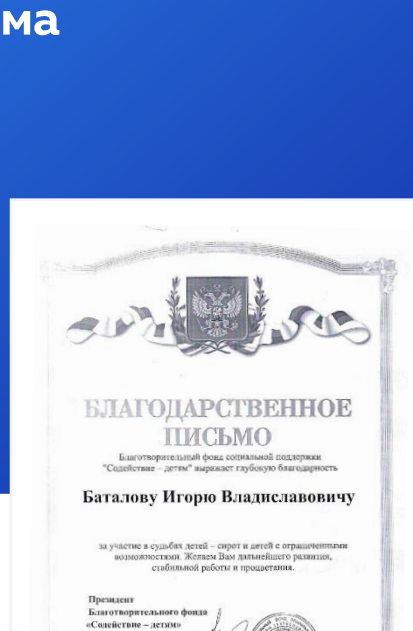 ма
БЛАГОДАРСТВЕННОЕ
ПИСЬМО
Благотворительный фонд социальной поддержки
"Содействие – детям" выражает глубокую благодарность
Баталову Игорю Владиславовичу
за участие в судьбах детей – сирот и детей с ограниченными
возможностями. Желаем Вам дальнейшего развития,
стабильной работы и процветания.
Президент
Благотворительного фонда
«Содействие – детям»